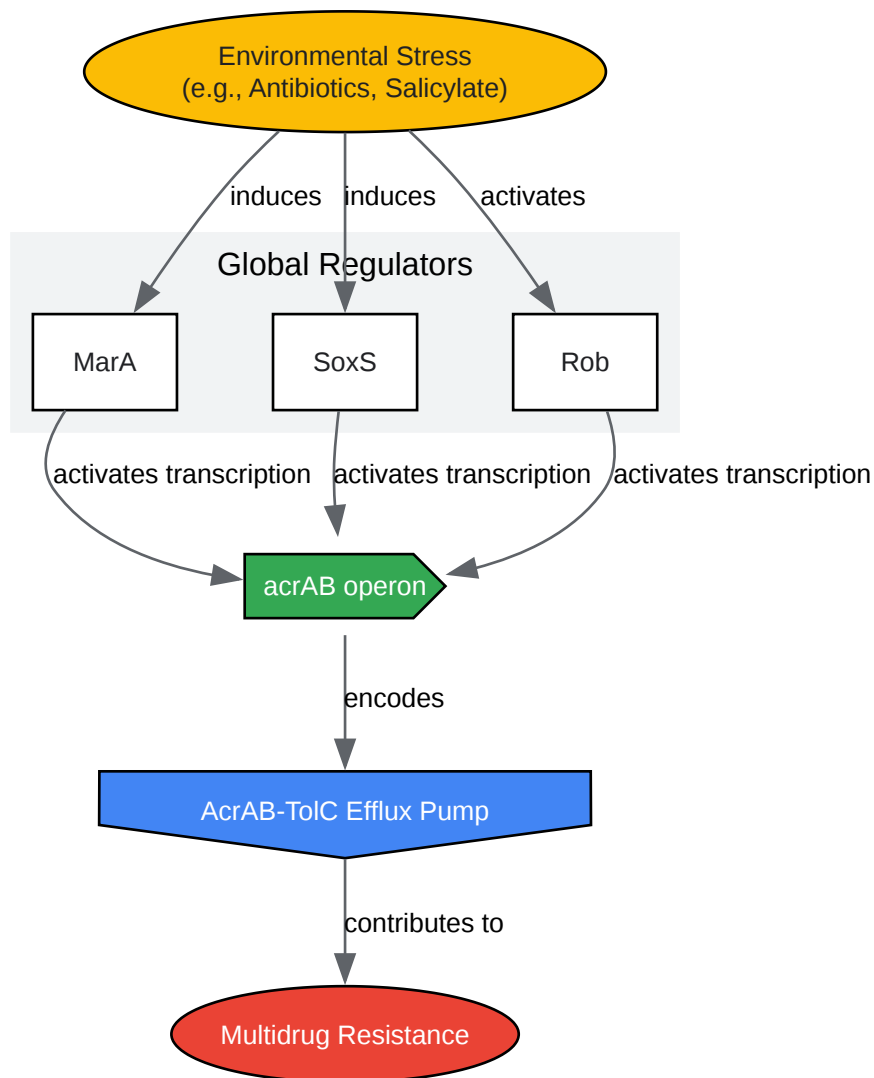 Environmental Stress
(e.g., Antibiotics, Salicylate)
induces
induces
activates
Global Regulators
MarA
SoxS
Rob
activates transcription
activates transcription
activates transcription
acrAB operon
encodes
AcrAB-TolC Efflux Pump
contributes to
Multidrug Resistance